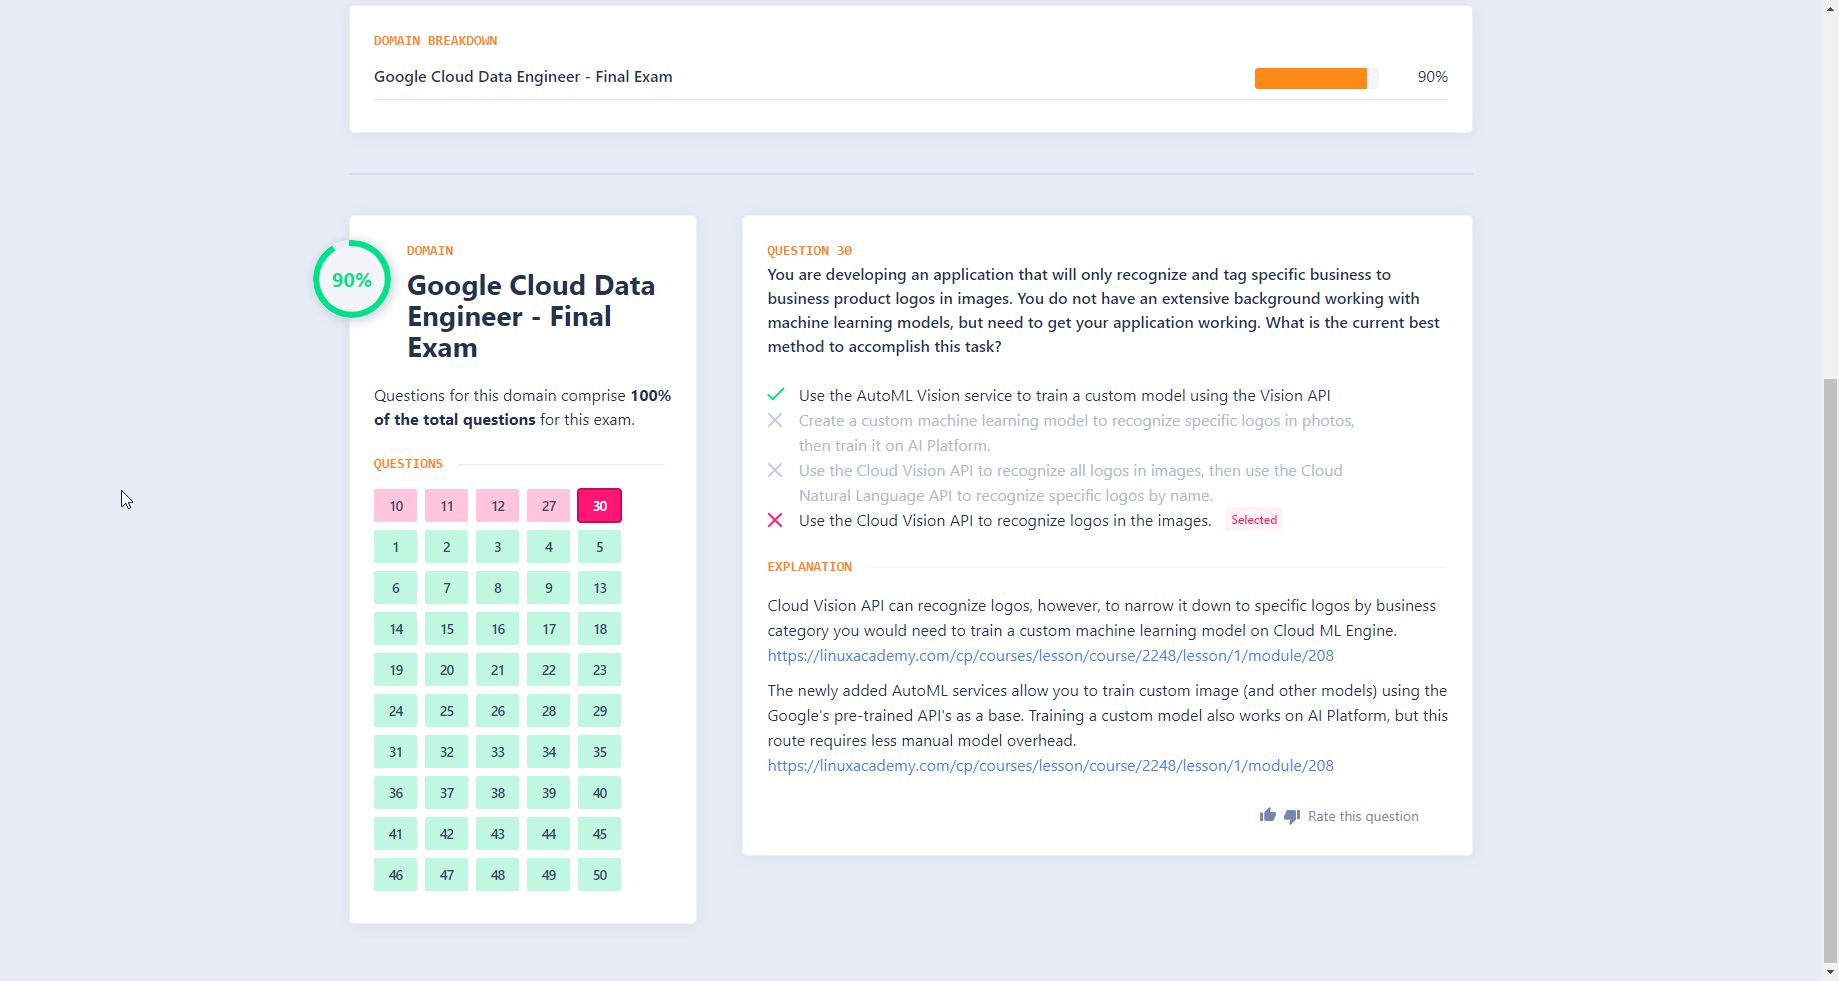 DOMAIN BREAKDOWN
Google Cloud Data Engineer - Final Exam 90%
90%
DOMAIN
Google Cloud Data
Engineer - Final
Exam
Questions for this domain comprise 100%
of the total questions for this exam.
QUESTIONS
10 11 12 27 30
1 2 3 4 5
6 7 8 9 13
14 15 16 17 18
19 20 21 22 23
24 25 26 28 29
31 32 33 34 35
36 37 38 39 40
41 42 43 44 45
46 47 48 49 50
QUESTION 30
You are developing an application that will only recognize and tag specific business to
business product logos in images. You do not have an extensive background working with
machine learning models, but need to get your application working. What is the current best
method to accomplish this task?
Use the AutoML Vision service to train a custom model using the Vision API
Create a custom machine learning model to recognize specific logos in photos,
then train it on AI Platform.
Use the Cloud Vision API to recognize all logos in images, then use the Cloud
Natural Language API to recognize specific logos by name.
Use the Cloud Vision API to recognize logos in the images. Selected
EXPLANATION
Cloud Vision API can recognize logos, however, to narrow it down to specific logos by business
category you would need to train a custom machine learning model on Cloud ML Engine.
https://linuxacademy.com/cp/courses/lesson/course/2248/lesson/1/module/208
The newly added AutoML services allow you to train custom image (and other models) using the
Google's pre-trained API's as a base. Training a custom model also works on AI Platform, but this
route requires less manual model overhead.
https://linuxacademy.com/cp/courses/lesson/course/2248/lesson/1/module/208
Rate this question